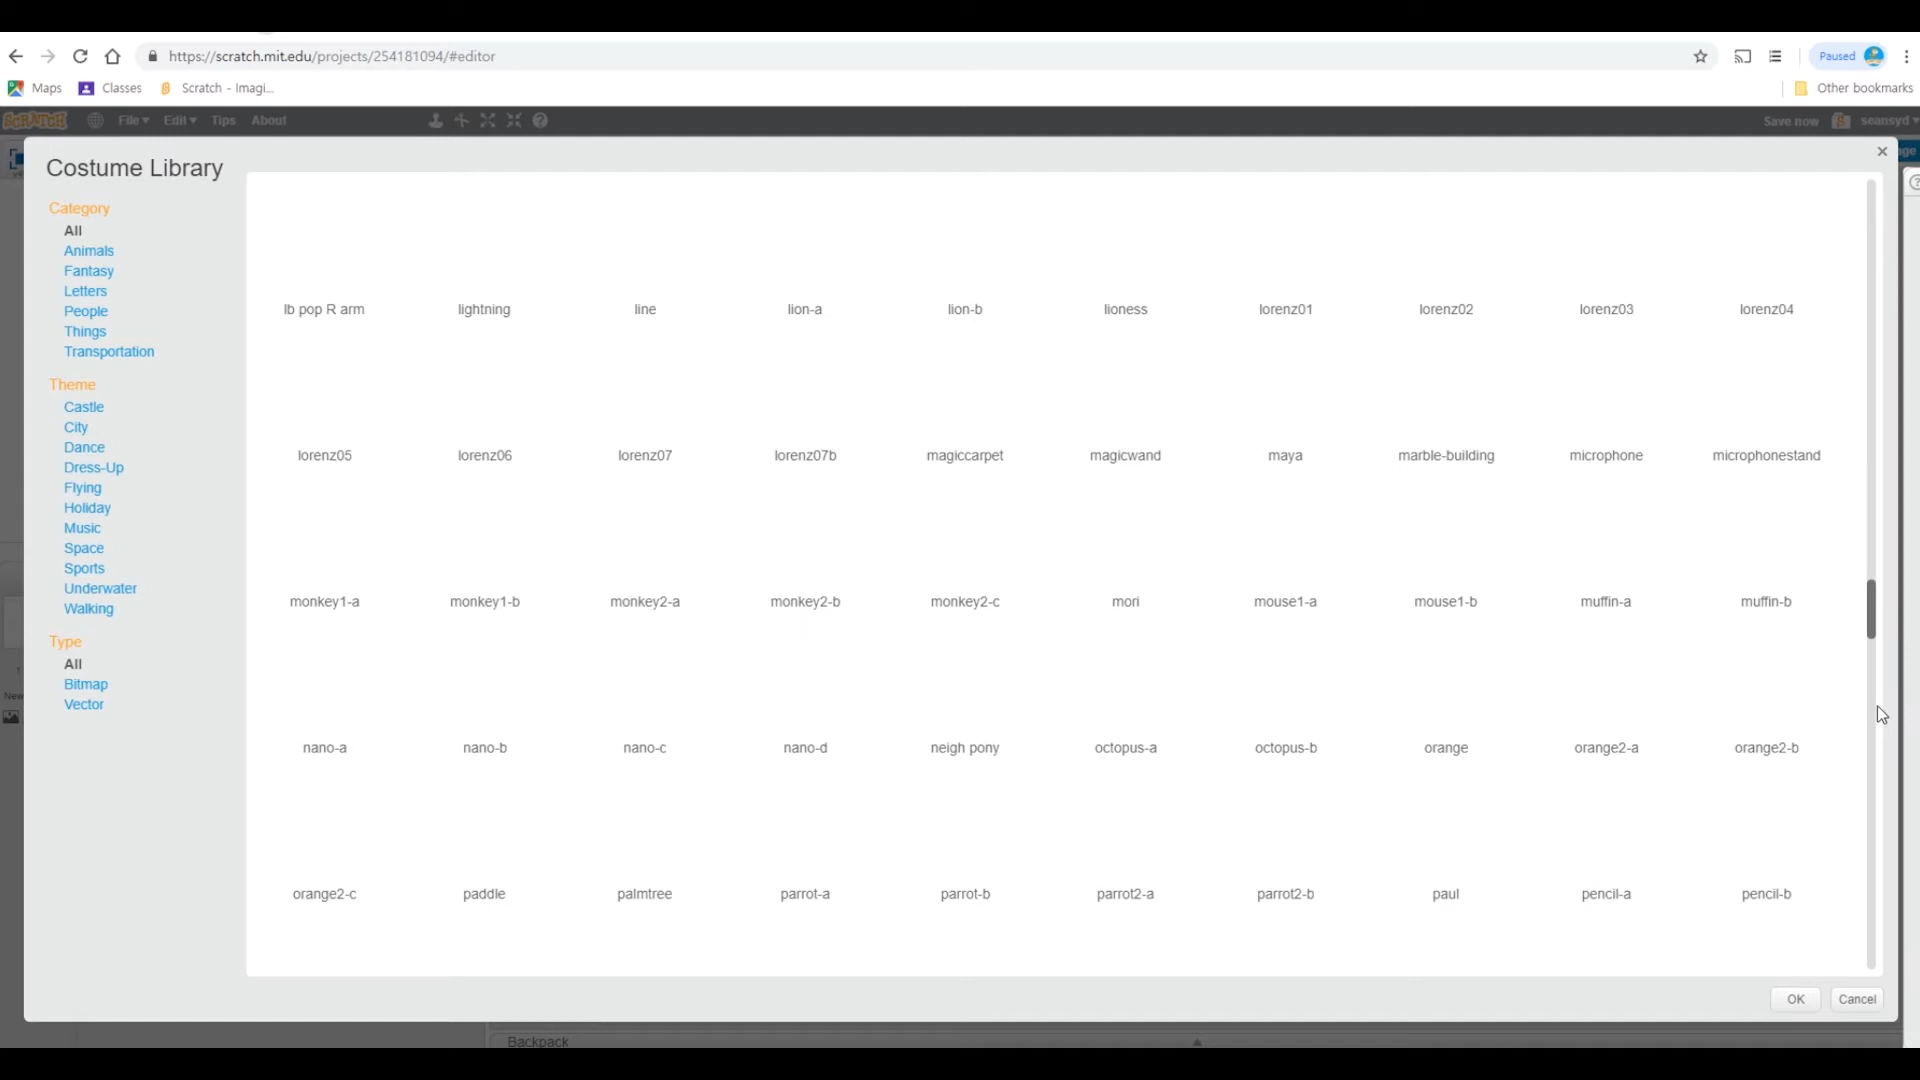 https://scratch.mit.edu/projects/254181094/#editor
Paused
Maps Classes Scratch - Imagi... Other bookmarks
SCRATCH File Edit Tips About Save now seansyd
Costume Library
Category
All
Animals
Fantasy
Letters
People
Things
Transportation
Theme
Castle
City
Dance
Dress-Up
Flying
Holiday
Music
Space
Sports
Underwater
Walking
Type
All
Bitmap
Vector
lb pop R arm lightning line lion-a lion-b lioness lorenz01 lorenz02 lorenz03 lorenz04
lorenz05 lorenz06 lorenz07 lorenz07b magiccarpet magicwand maya marble-building microphone microphonestand
monkey1-a monkey1-b monkey2-a monkey2-b monkey2-c mori mouse1-a mouse1-b muffin-a muffin-b
nano-a nano-b nano-c nano-d neigh pony octopus-a octopus-b orange orange2-a orange2-b
orange2-c paddle palmtree parrot-a parrot-b parrot2-a parrot2-b paul pencil-a pencil-b
OK Cancel
New
Backpack